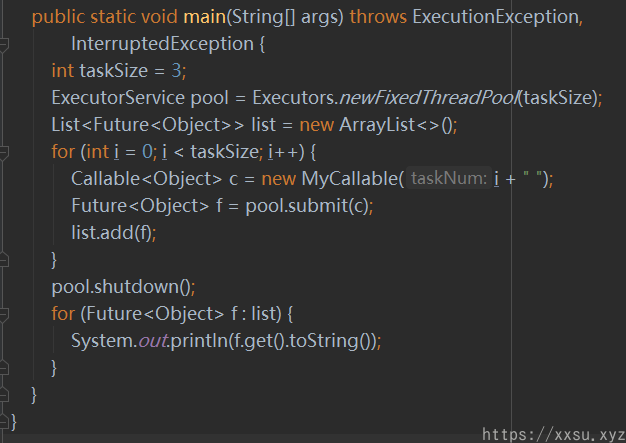 public static void main(String[] args) throws ExecutionException,
InterruptedException {
int taskSize = 3;
ExecutorService pool = Executors.newFixedThreadPool(taskSize);
List<Future<Object>> list = new ArrayList<>();
for (int i = 0; i < taskSize; i++) {
Callable<Object> c = new MyCallable( taskNum: i + " ");
Future<Object> f = pool.submit(c);
list.add(f);
}
pool.shutdown();
for (Future<Object> f : list) {
System.out.println(f.get().toString());
}
}
}
https://xxsu.xyz